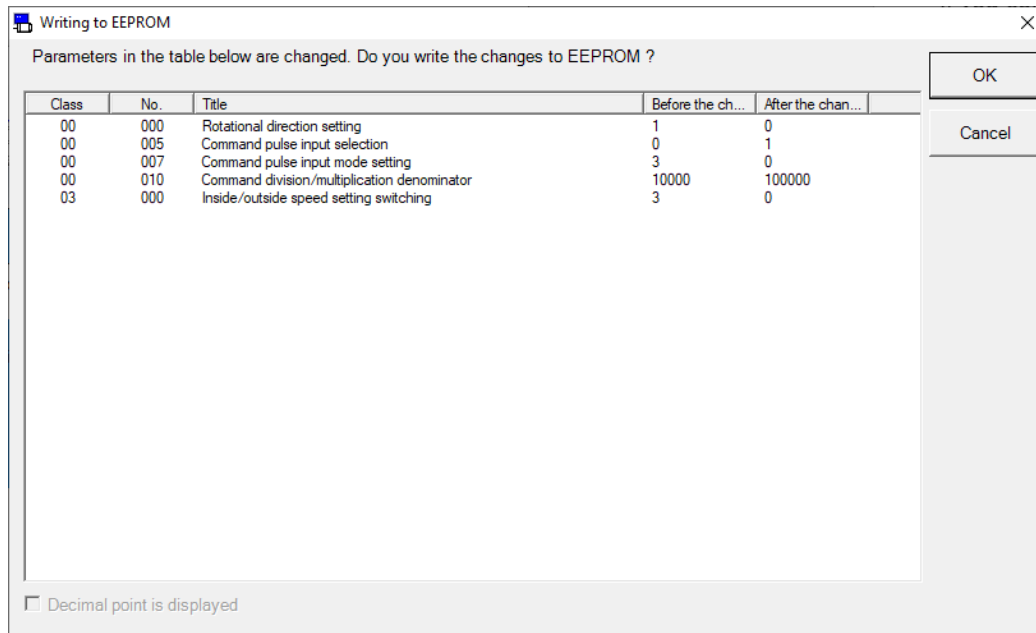 Writing to EEPROM
Parameters in the table below are changed. Do you write the changes to EEPROM ?
OK
Cancel
Class No. Title Before the ch... After the chan...
00 000 Rotational direction setting 1 0
00 005 Command pulse input selection 0 1
00 007 Command pulse input mode setting 3 0
00 010 Command division/multiplication denominator 10000 100000
03 000 Inside/outside speed setting switching 3 0
Decimal point is displayed